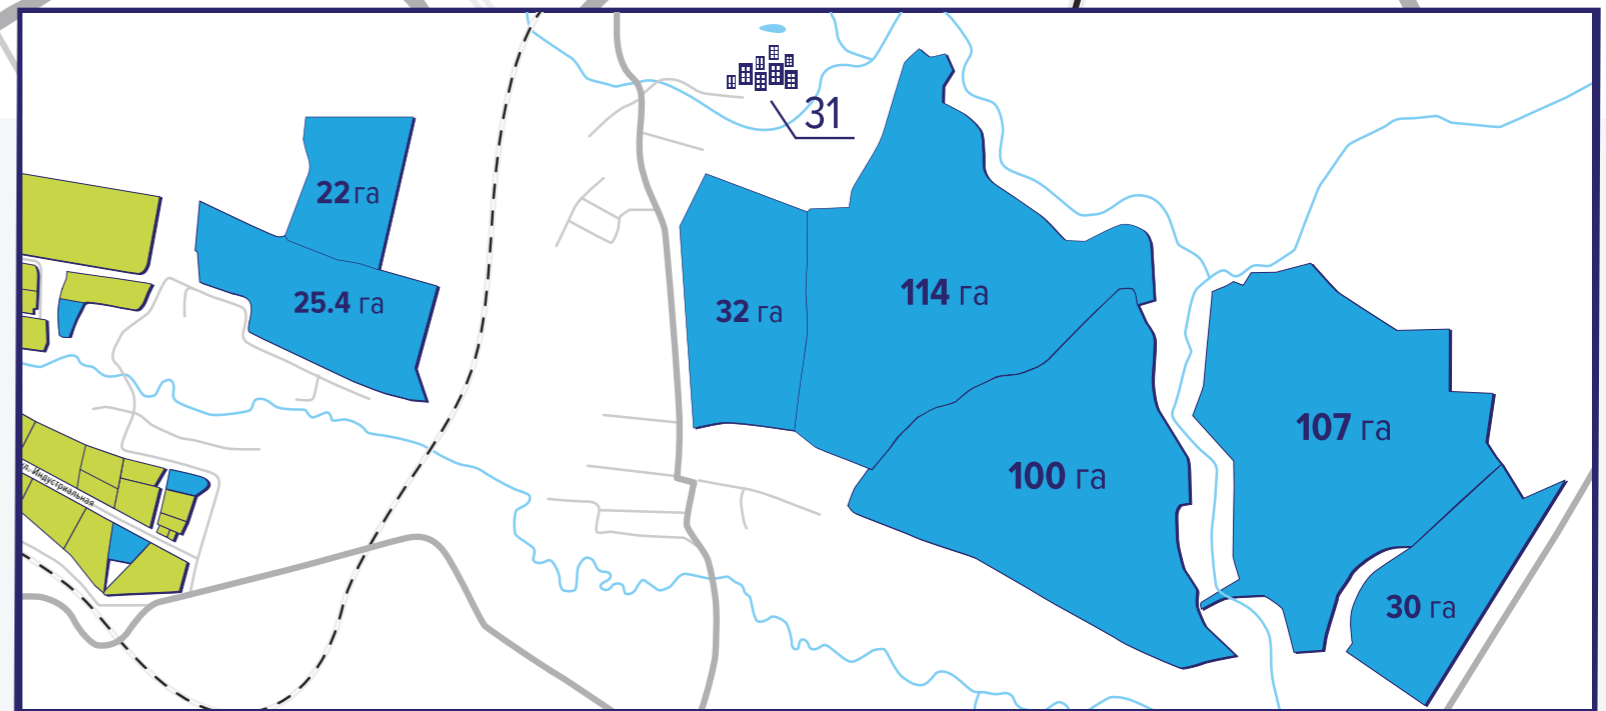 31
22 га
25.4 га
32 га
114 га
107 га
100 га
30 га
ул. Индустриальная